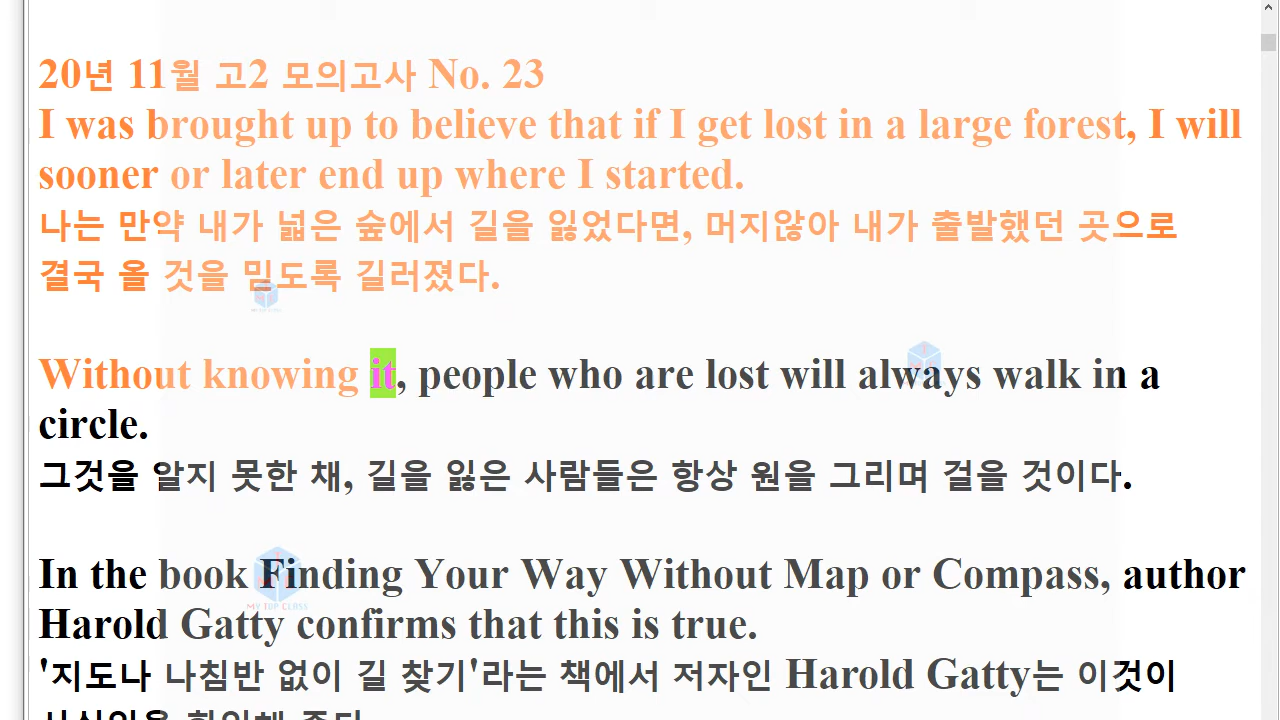 20년 11월 고2 모의고사 No. 23
I was brought up to believe that if I get lost in a large forest, I will
sooner or later end up where I started.
나는 만약 내가 넓은 숲에서 길을 잃었다면, 머지않아 내가 출발했던 곳으로
결국 올 것을 믿도록 길러졌다.
Without knowing it, people who are lost will always walk in a
circle.
그것을 알지 못한 채, 길을 잃은 사람들은 항상 원을 그리며 걸을 것이다.
In the book Finding Your Way Without Map or Compass, author
MY TOP CLASS
Harold Gatty confirms that this is true.
'지도나 나침반 없이 길 찾기'라는 책에서 저자인 Harold Gatty는 이것이